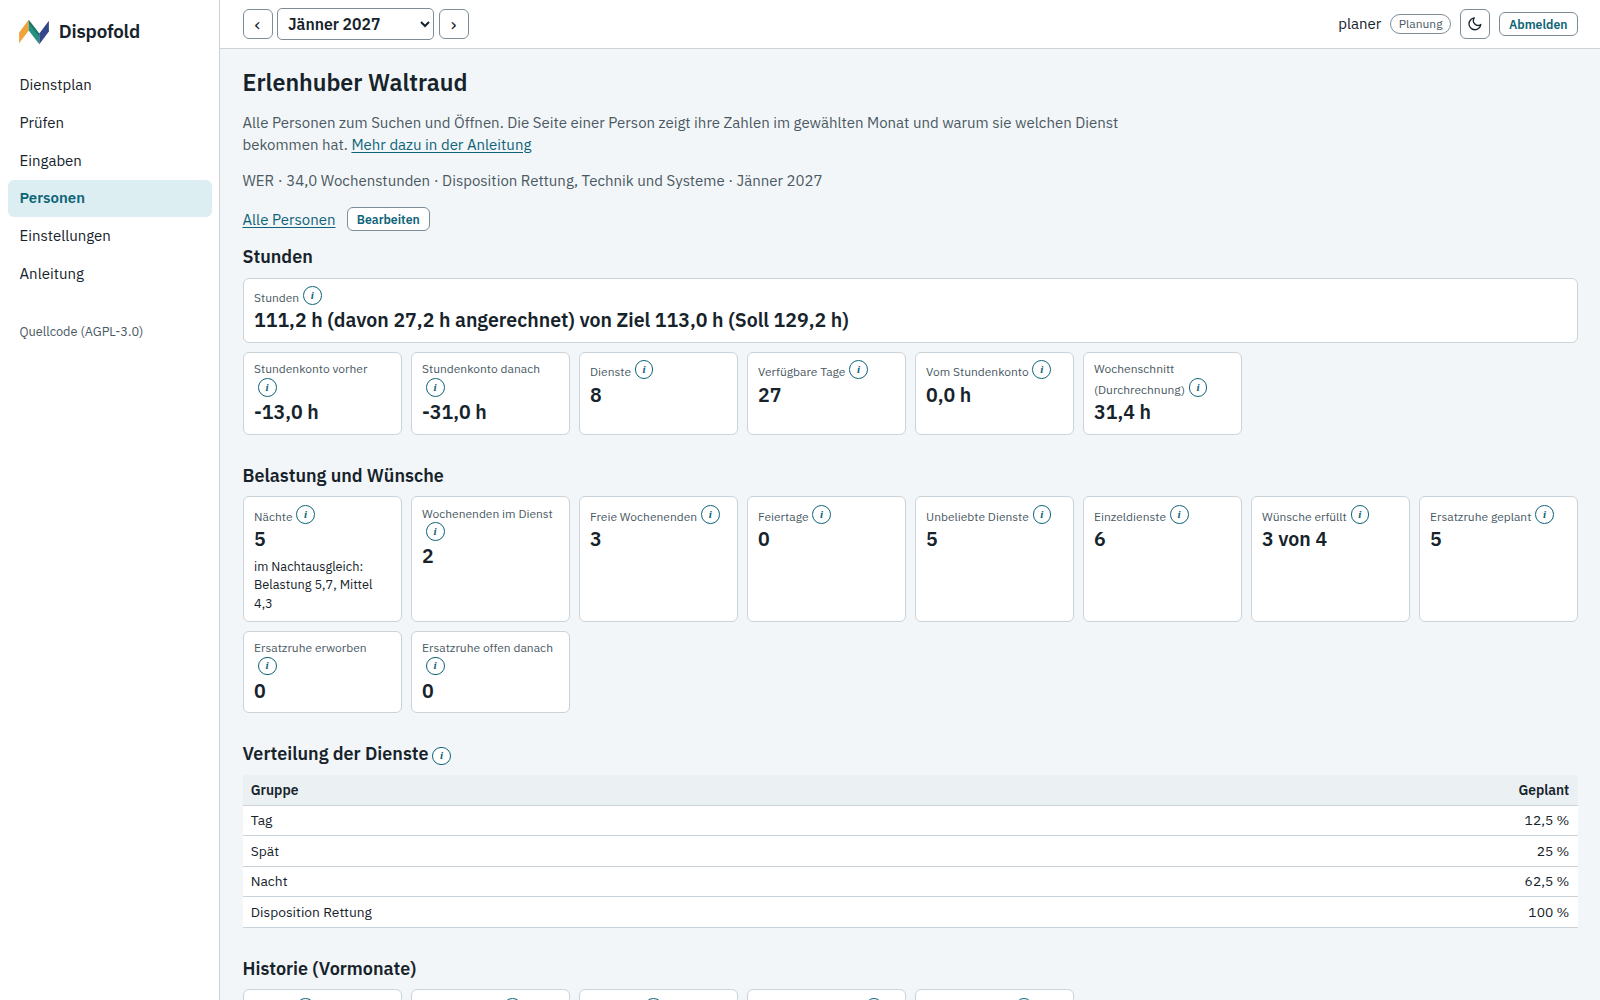 Dispofold
Dienstplan
Prüfen
Eingaben
Personen
Einstellungen
Anleitung
Quellcode (AGPL-3.0)
‹ Jänner 2027 ›
planer Planung Abmelden
Erlenhuber Waltraud
Alle Personen zum Suchen und Öffnen. Die Seite einer Person zeigt ihre Zahlen im gewählten Monat und warum sie welchen Dienst
bekommen hat. Mehr dazu in der Anleitung
WER · 34,0 Wochenstunden · Disposition Rettung, Technik und Systeme · Jänner 2027
Alle Personen Bearbeiten
Stunden
Stunden i
111,2 h (davon 27,2 h angerechnet) von Ziel 113,0 h (Soll 129,2 h)
Stundenkonto vorher
i
-13,0 h
Stundenkonto danach
i
-31,0 h
Dienste i
8
Verfügbare Tage i
27
Vom Stundenkonto i
0,0 h
Wochenschnitt
(Durchrechnung) i
31,4 h
Belastung und Wünsche
Nächte i
5
im Nachtausgleich:
Belastung 5,7, Mittel
4,3
Wochenenden im Dienst
i
2
Freie Wochenenden i
3
Feiertage i
0
Unbeliebte Dienste i
5
Einzeldienste i
6
Wünsche erfüllt i
3 von 4
Ersatzruhe geplant i
5
Ersatzruhe erworben
i
0
Ersatzruhe offen danach
i
0
Verteilung der Dienste i
Gruppe Geplant
Tag 12,5 %
Spät 25 %
Nacht 62,5 %
Disposition Rettung 100 %
Historie (Vormonate)